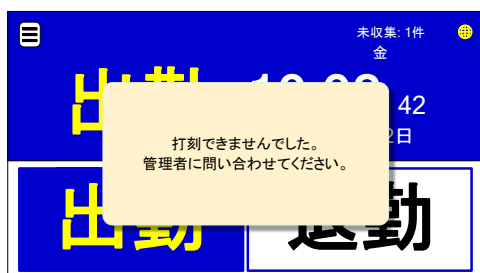 未収集: 1件
金
出勤
42
日
打刻できませんでした。
管理者に問い合わせてください。
出勤 退勤